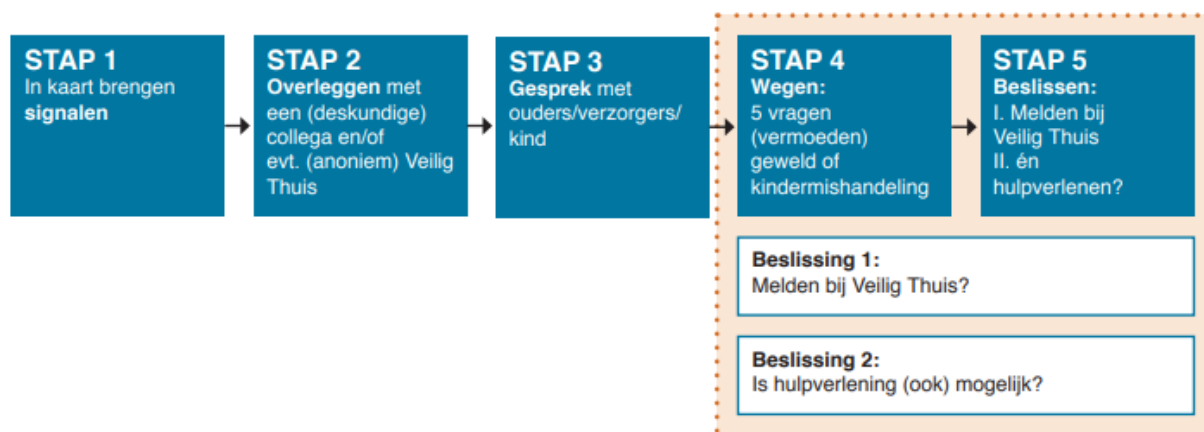 STAP 1
In kaart brengen
signalen
STAP 2
Overleggen met
een (deskundige)
collega en/of
evt. (anoniem) Veilig
Thuis
STAP 3
Gesprek met
ouders/verzorgers/
kind
STAP 4
Wegen:
5 vragen
(vermoeden)
geweld of
kindermishandeling
STAP 5
Beslissen:
I. Melden bij
Veilig Thuis
II. én
hulpverlenen?
Beslissing 1:
Melden bij Veilig Thuis?
Beslissing 2:
Is hulpverlening (ook) mogelijk?